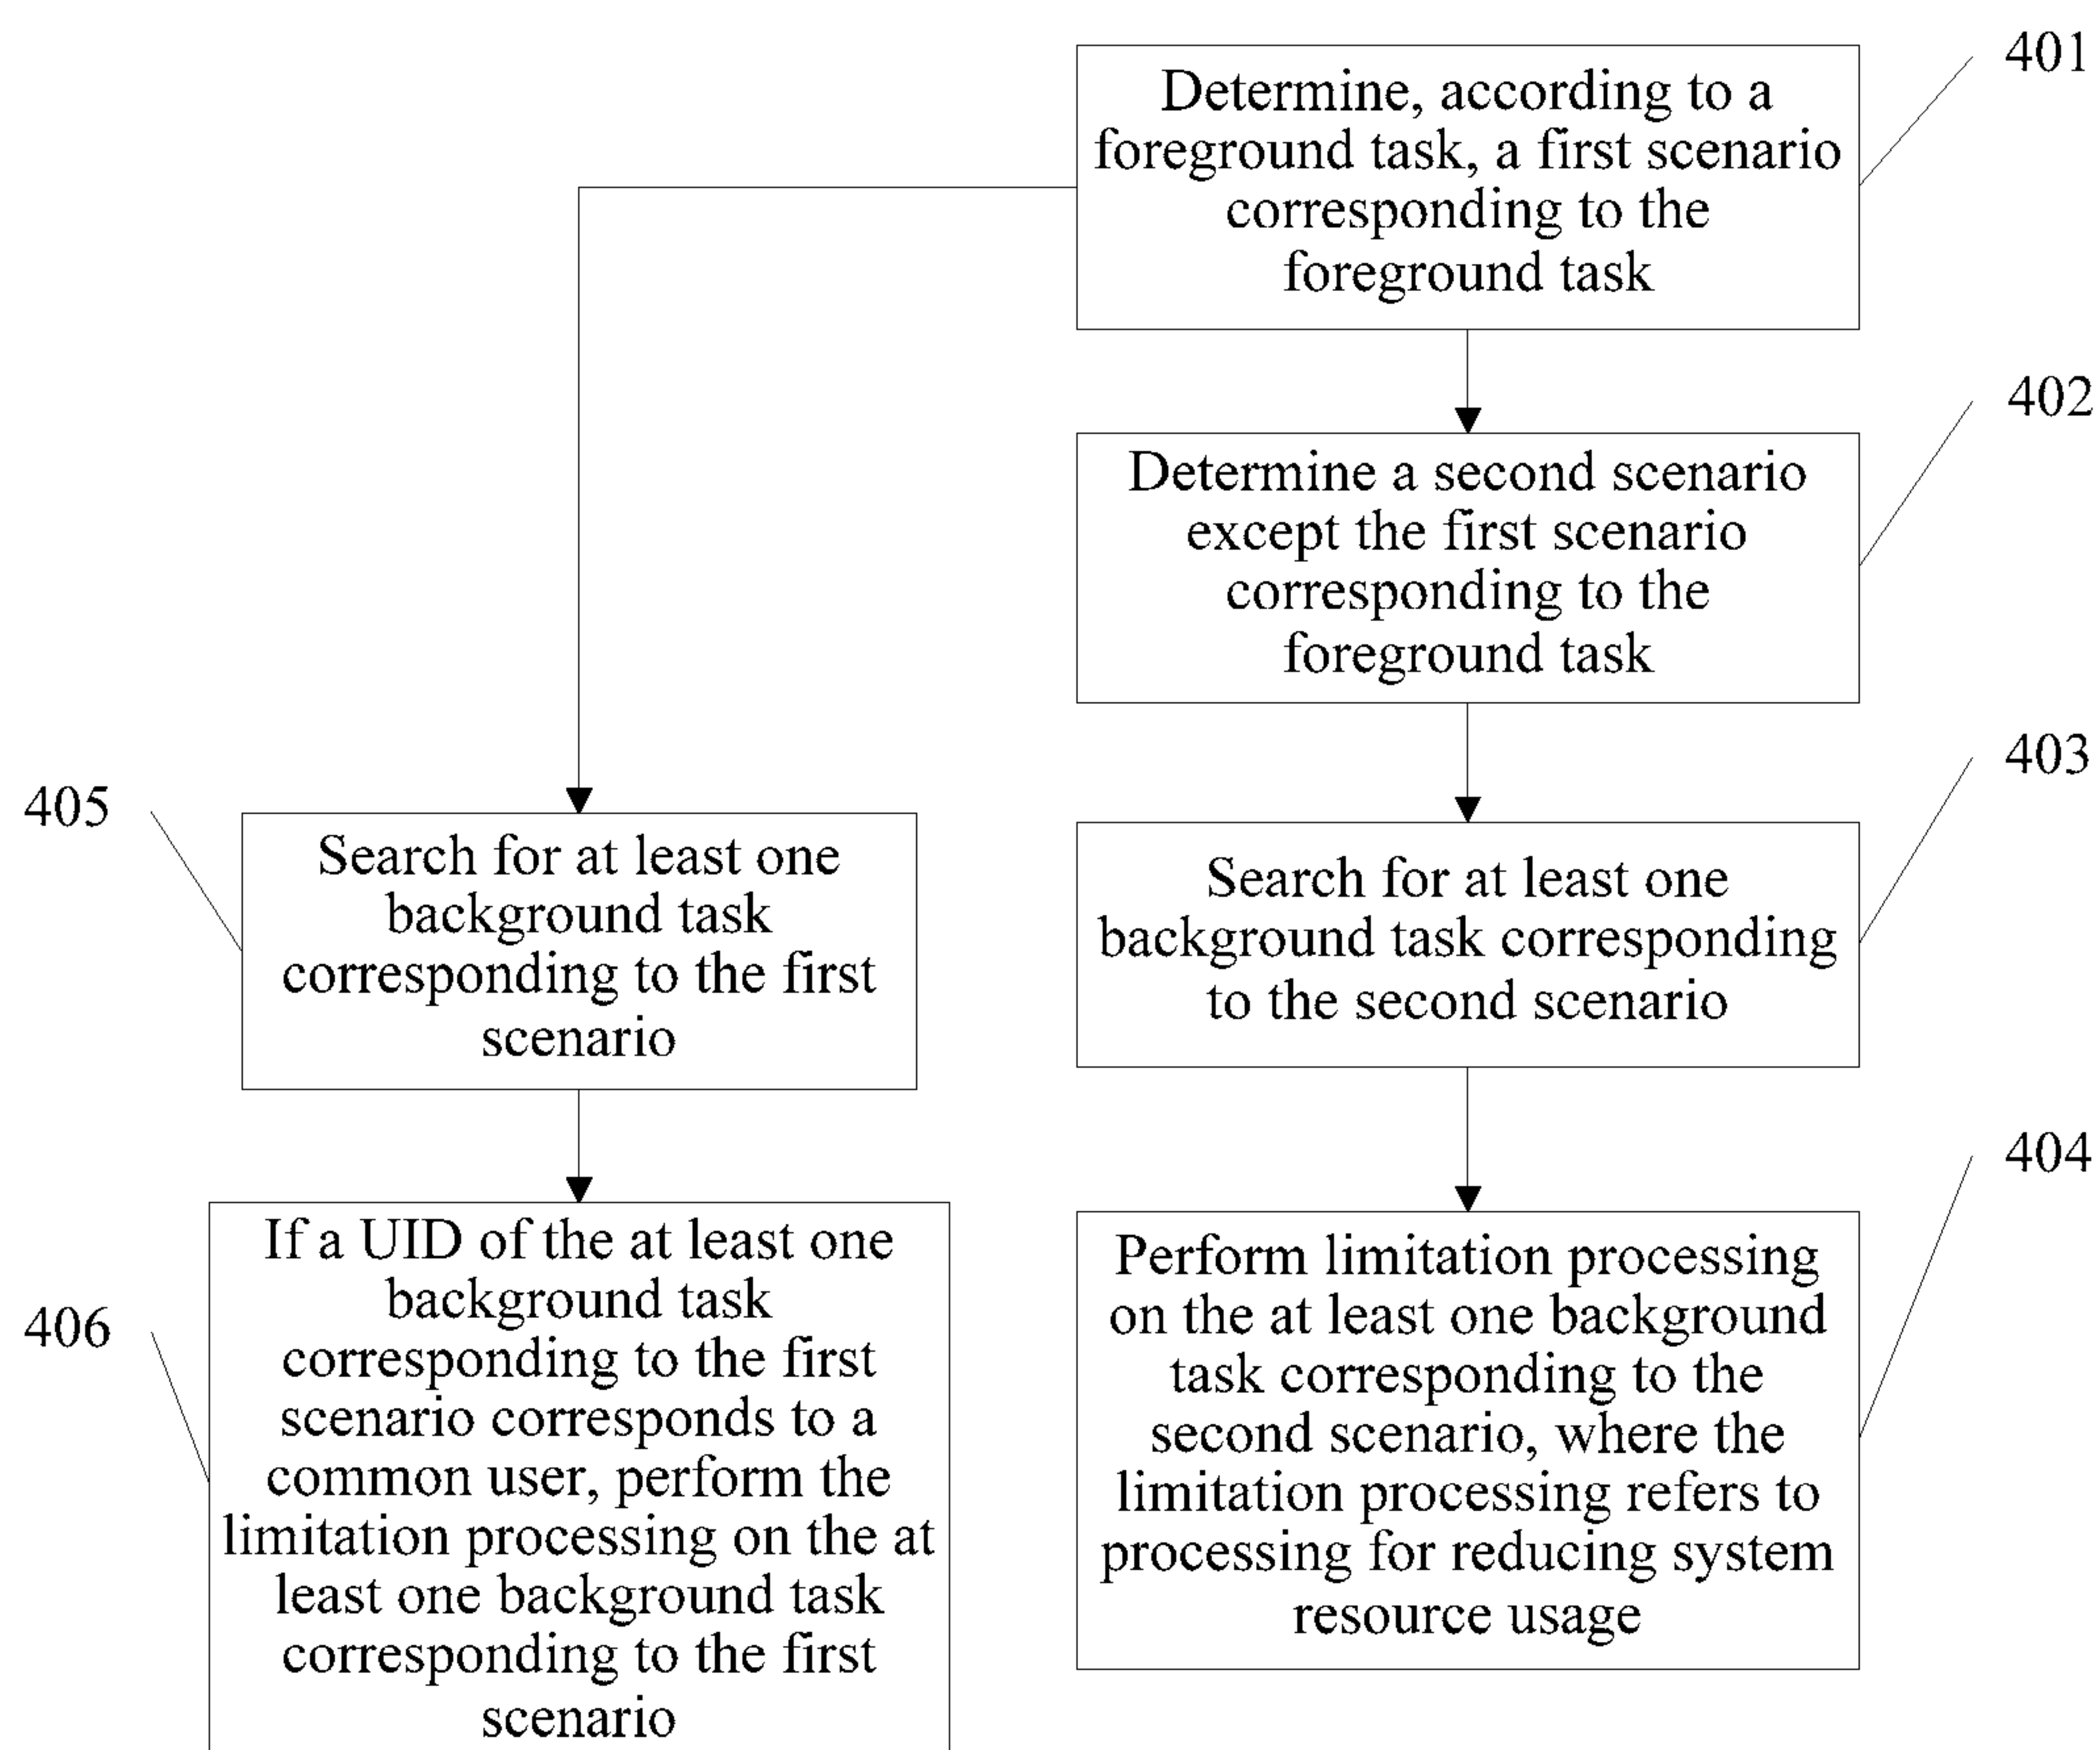 401
Determine, according to a
foreground task, a first scenario
corresponding to the
foreground task
402
Determine a second scenario
except the first scenario
corresponding to the
foreground task
403
Search for at least one
background task corresponding
to the second scenario
404
Perform limitation processing
on the at least one background
task corresponding to the
second scenario, where the
limitation processing refers to
processing for reducing system
resource usage
405
Search for at least one
background task
corresponding to the first
scenario
406
If a UID of the at least one
background task
corresponding to the first
scenario corresponds to a
common user, perform the
limitation processing on the at
least one background task
corresponding to the first
scenario